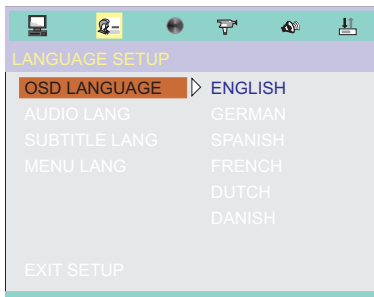 LANGUAGE SETUP
OSD LANGUAGE ENGLISH
AUDIO LANG GERMAN
SUBTITLE LANG SPANISH
MENU LANG FRENCH
DUTCH
DANISH
EXIT SETUP